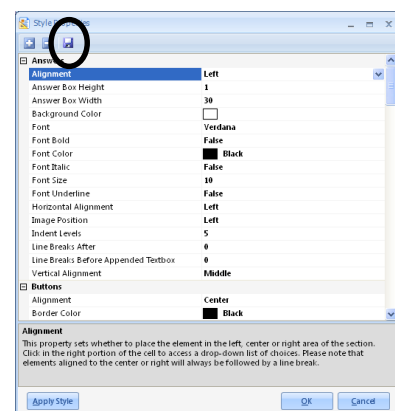 Style Properties
Answers
Alignment Left
Answer Box Height 1
Answer Box Width 30
Background Color
Font Verdana
Font Bold False
Font Color Black
Font Italic False
Font Size 10
Font Underline False
Horizontal Alignment Left
Image Position Left
Indent Levels 5
Line Breaks After 0
Line Breaks Before Appended Textbox 0
Vertical Alignment Middle
Buttons
Alignment Center
Border Color Black
Alignment
This property sets whether to place the element in the left, center or right area of the section.
Click in the right portion of the cell to access a drop-down list of choices. Please note that
elements aligned to the center or right will always be followed by a line break.
Apply Style OK Cancel